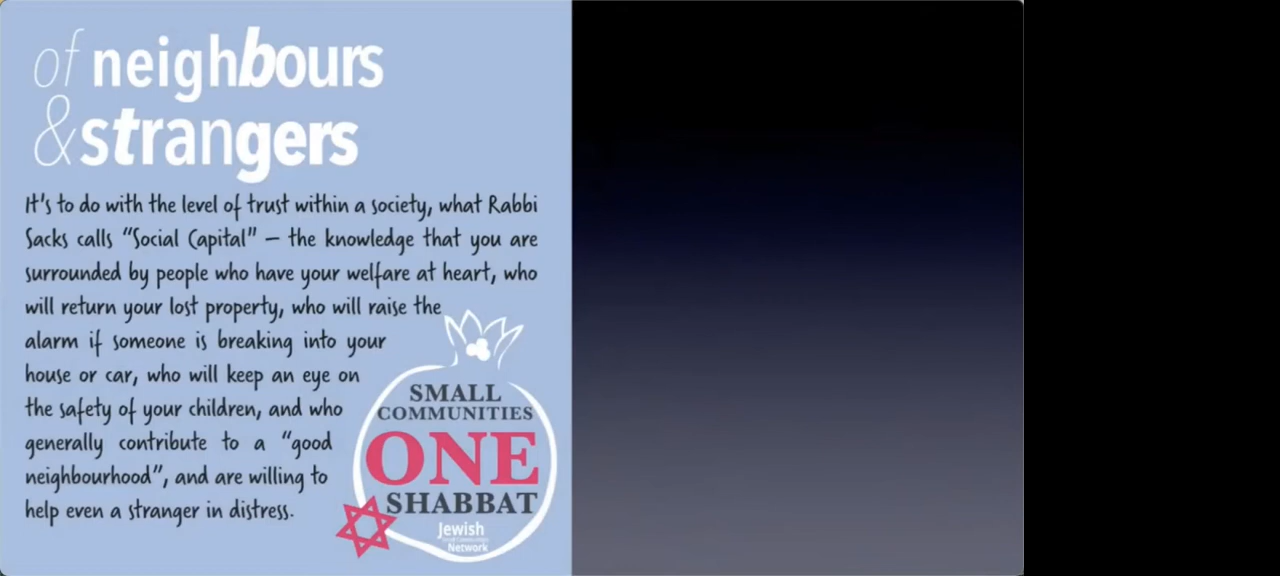 of neighbours
&strangers
It's to do with the level of trust within a society, what Rabbi
Sacks calls “Social Capital” – the knowledge that you are
surrounded by people who have your welfare at heart, who
will return your lost property, who will raise the
alarm if someone is breaking into your
house or car, who will keep an eye on
the safety of your children, and who
generally contribute to a “good
neighbourhood”, and are willing to
help even a stranger in distress.
SMALL
COMMUNITIES
ONE
SHABBAT
Jewish
Network